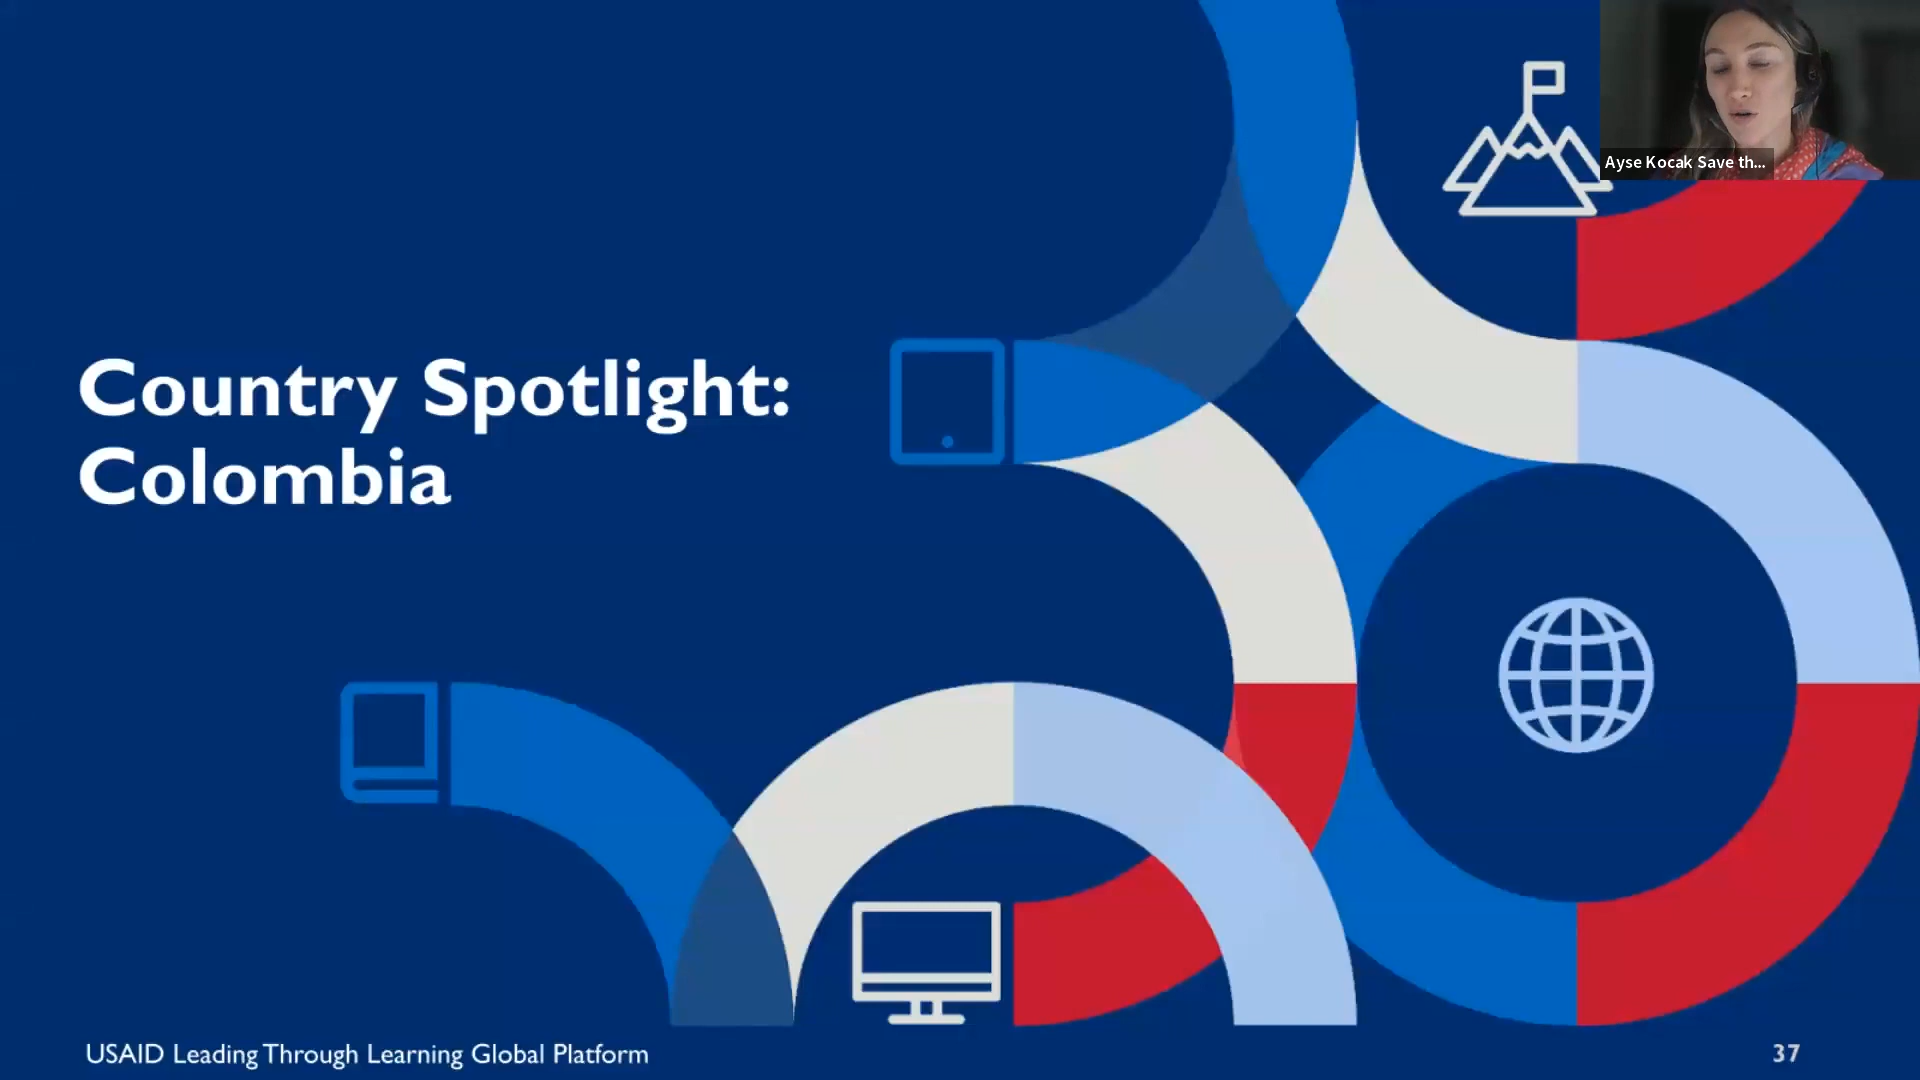 Ayse Kocak Save th...
Country Spotlight:
Colombia
USAID Leading Through Learning Global Platform
37